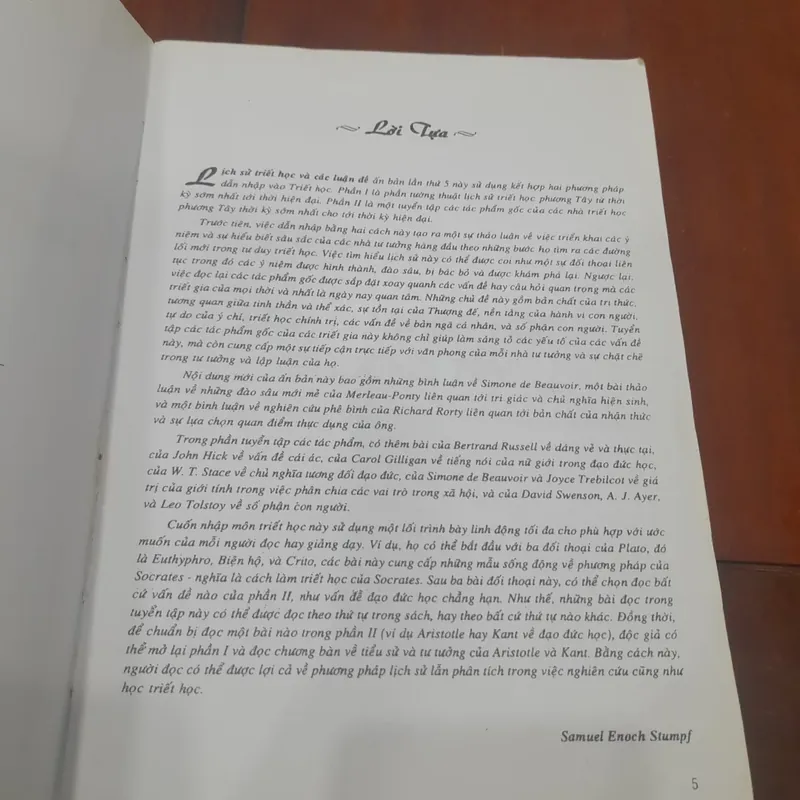 Lời Tựa
Lịch sử triết học và các luận đề ấn bản lần thứ 5 này sử dụng kết hợp hai phương pháp
dẫn nhập vào Triết học. Phần I là phần tường thuật lịch sử triết học phương Tây từ thời
kỳ sớm nhất tới thời hiện đại. Phần II là một tuyển tập các tác phẩm gốc của các nhà triết học
phương Tây thời kỳ sớm nhất cho tới thời kỳ hiện đại.
Trước tiên, việc dẫn nhập bằng hai cách này tạo ra một sự thảo luận về việc triển khai các ý
niệm và sự hiểu biết sâu sắc của các nhà tư tưởng hàng đầu theo những bước họ tìm ra các đường
lối mới trong tư duy triết học. Việc tìm hiểu lịch sử này có thể được coi như một sự đối thoại liên
tục trong đó các ý niệm được hình thành, đào sâu, bị bác bỏ và được khám phá lại. Ngược lại,
việc đọc lại các tác phẩm gốc được sắp đặt xoay quanh các vấn đề hay câu hỏi quan trọng mà các
triết gia của mọi thời và nhất là ngày nay quan tâm. Những chủ đề này gồm bản chất của tri thức,
tương quan giữa tinh thần và thể xác, sự tồn tại của Thượng đế, nền tảng của hành vi con người,
tự do của ý chí, triết học chính trị, các vấn đề về bản ngã cá nhân, và số phận con người. Tuyển
tập các tác phẩm gốc của các triết gia này không chỉ giúp làm sáng tỏ các yếu tố của các vấn đề
này, mà còn cung cấp một sự tiếp cận trực tiếp với văn phong của mỗi nhà tư tưởng và sự chặt chẽ
trong tư tưởng và lập luận của họ.
Nội dung mới của ấn bản này bao gồm những bình luận về Simone de Beauvoir, một bài thảo
luận về những đào sâu mới mẻ của Merleau-Ponty liên quan tới tri giác và chủ nghĩa hiện sinh,
và một bình luận về nghiên cứu phê bình của Richard Rorty liên quan tới bản chất của nhận thức
và sự lựa chọn quan điểm thực dụng của ông.
Trong phần tuyển tập các tác phẩm, có thêm bài của Bertrand Russell về dáng vẻ và thực tại,
của John Hick về vấn đề cái ác, của Carol Gilligan về tiếng nói của nữ giới trong đạo đức học,
của W. T. Stace về chủ nghĩa tương đối đạo đức, của Simone de Beauvoir và Joyce Trebilcot về giá
trị của giới tính trong việc phân chia các vai trò trong xã hội, và của David Swenson, A. J. Ayer,
và Leo Tolstoy về số phận con người.
Cuốn nhập môn triết học này sử dụng một lối trình bày linh động tối đa cho phù hợp với ước
muốn của mỗi người đọc hay giảng dạy. Ví dụ, họ có thể bắt đầu với ba đối thoại của Plato, đó
là Euthyphro, Biện hộ, và Crito, các bài này cung cấp những mẫu sống động về phương pháp của
Socrates - nghĩa là cách làm triết học của Socrates. Sau ba bài đối thoại này, có thể chọn đọc bất
cứ vấn đề nào của phần II, như vấn đề đạo đức học chẳng hạn. Như thế, những bài đọc trong
tuyển tập này có thể được đọc theo thứ tự trong sách, hay theo bất cứ thứ tự nào khác. Đồng thời,
để chuẩn bị đọc một bài nào trong phần II (ví dụ Aristotle hay Kant về đạo đức học), độc giả có
thể mở lại phần I và đọc chương bàn về tiểu sử và tư tưởng của Aristotle và Kant. Bằng cách này,
người đọc có thể được lợi cả về phương pháp lịch sử lẫn phân tích trong việc nghiên cứu cũng như
học triết học.
Samuel Enoch Stumpf
5